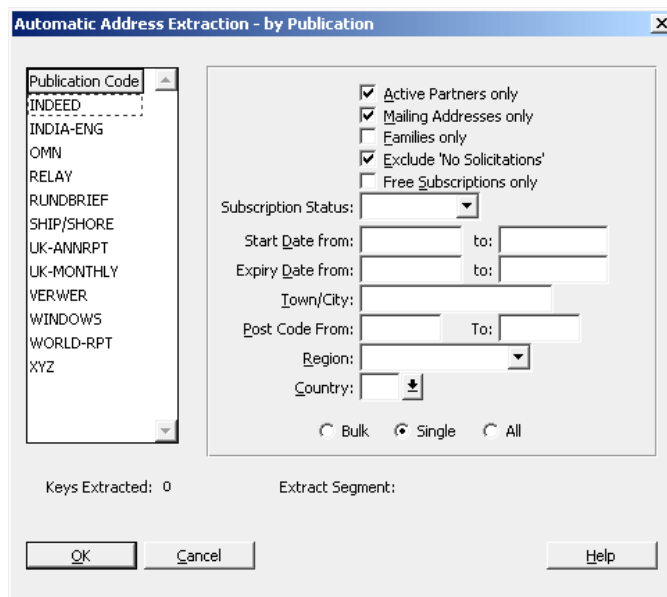 Automatic Address Extraction - by Publication
Publication Code
INDEED
INDIA-ENG
OMN
RELAY
RUNDBRIEF
SHIP/SHORE
UK-ANNRPT
UK-MONTHLY
VERWER
WINDOWS
WORLD-RPT
XYZ
Active Partners only
Mailing Addresses only
Families only
Exclude 'No Solicitations'
Free Subscriptions only
Subscription Status:
Start Date from: to:
Expiry Date from: to:
Town/City:
Post Code From: To:
Region:
Country:
Bulk Single All
Keys Extracted: 0 Extract Segment:
OK Cancel Help